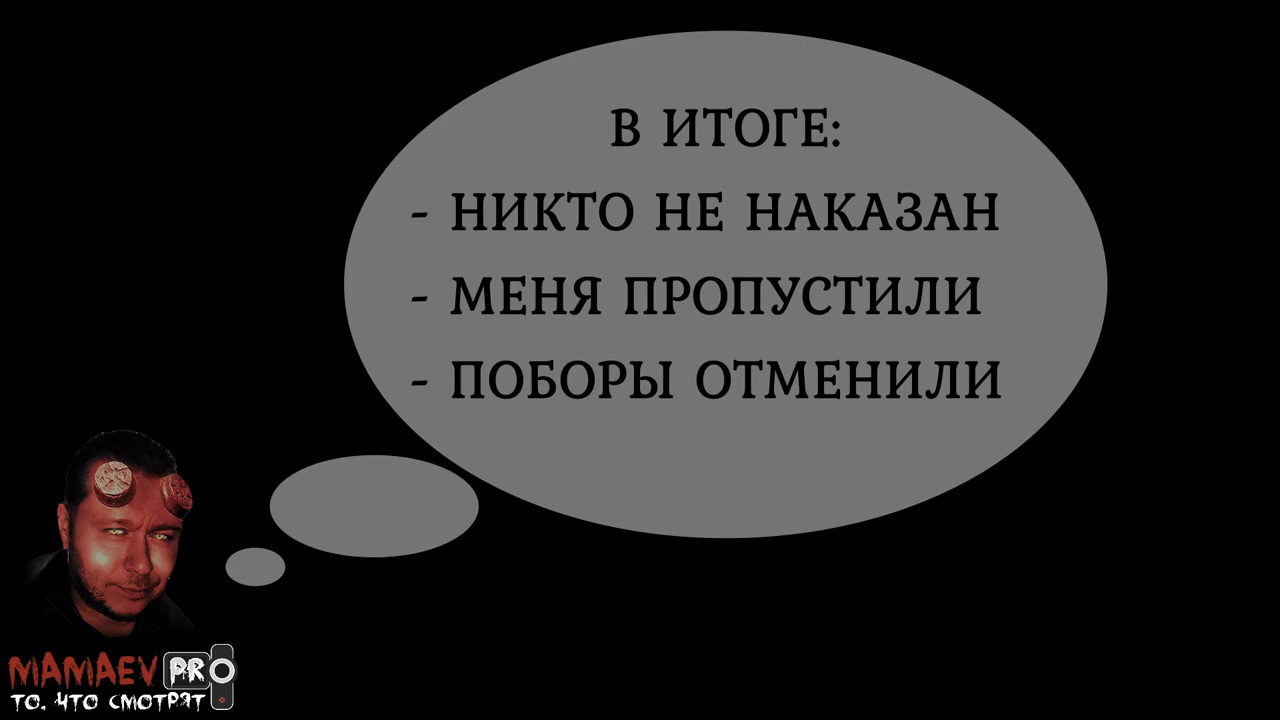 В ИТОГЕ:
- НИКТО НЕ НАКАЗАН
- МЕНЯ ПРОПУСТИЛИ
- ПОБОРЫ ОТМЕНИЛИ
MAMAEV PRO
ТО, ЧТО СМОТРЯТ